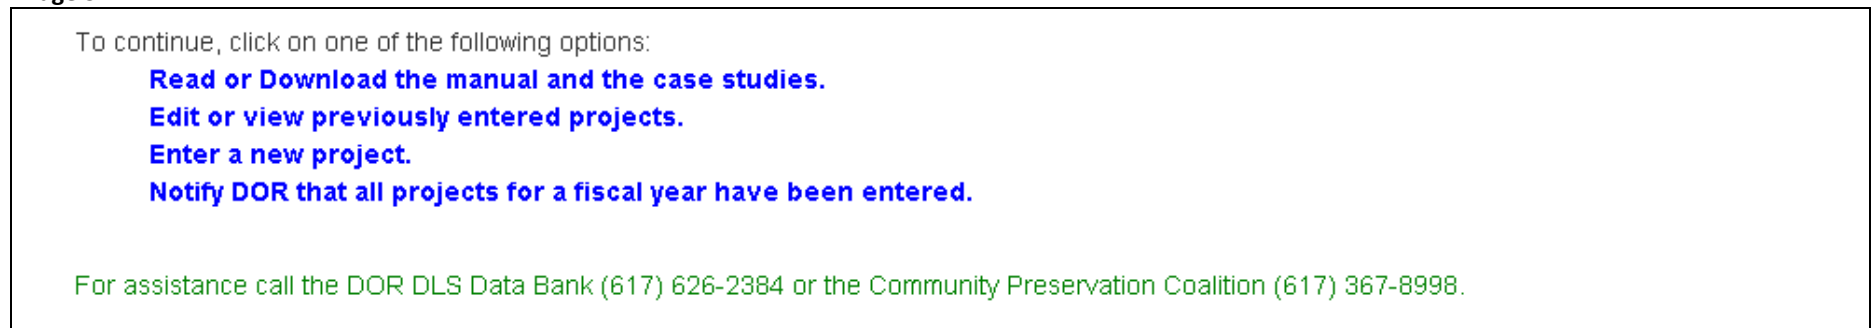 To continue, click on one of the following options:
Read or Download the manual and the case studies.
Edit or view previously entered projects.
Enter a new project.
Notify DOR that all projects for a fiscal year have been entered.
For assistance call the DOR DLS Data Bank (617) 626-2384 or the Community Preservation Coalition (617) 367-8998.